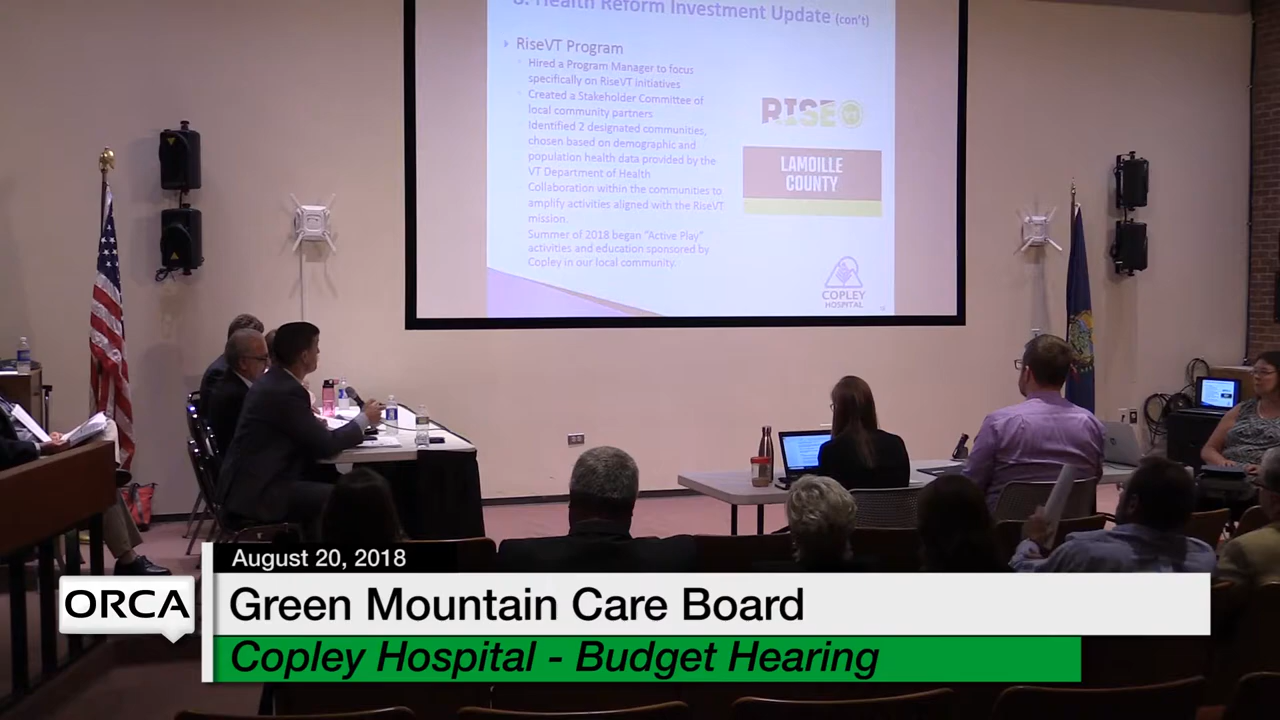 8. Health Reform Investment Update (con't)
RiseVT Program
Hired a Program Manager to focus
specifically on RiseVT initiatives
Created a Stakeholder Committee of
local community partners
Identified 2 designated communities,
chosen based on demographic and
population health data provided by the
VT Department of Health
Collaboration within the communities to
amplify activities aligned with the RiseVT
mission.
Summer of 2018 began "Active Play"
activities and education sponsored by
Copley in our local community.
RISE VT
LAMOILLE
COUNTY
COPLEY
HOSPITAL
August 20, 2018
ORCA
Green Mountain Care Board
Copley Hospital - Budget Hearing